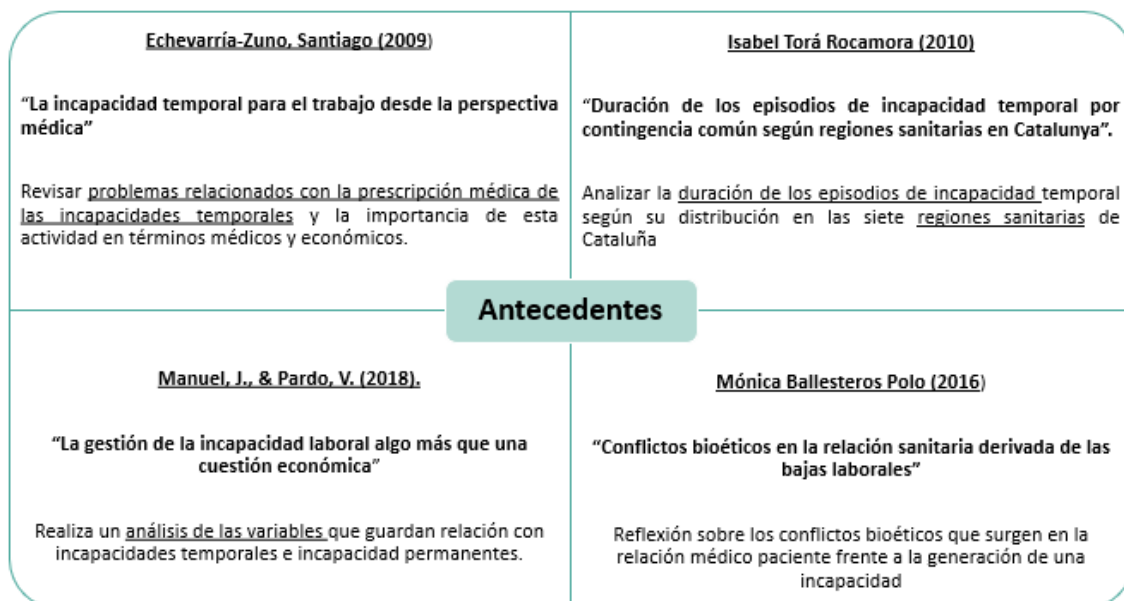 Echevarría-Zuno, Santiago (2009)
“La incapacidad temporal para el trabajo desde la perspectiva
médica”
Revisar problemas relacionados con la prescripción médica de
las incapacidades temporales y la importancia de esta
actividad en términos médicos y económicos.
Isabel Torá Rocamora (2010)
“Duración de los episodios de incapacidad temporal por
contingencia común según regiones sanitarias en Catalunya”.
Analizar la duración de los episodios de incapacidad temporal
según su distribución en las siete regiones sanitarias de
Cataluña
Antecedentes
Manuel, J., & Pardo, V. (2018).
“La gestión de la incapacidad laboral algo más que una
cuestión económica”
Realiza un análisis de las variables que guardan relación con
incapacidades temporales e incapacidad permanentes.
Mónica Ballesteros Polo (2016)
“Conflictos bioéticos en la relación sanitaria derivada de las
bajas laborales”
Reflexión sobre los conflictos bioéticos que surgen en la
relación médico paciente frente a la generación de una
incapacidad